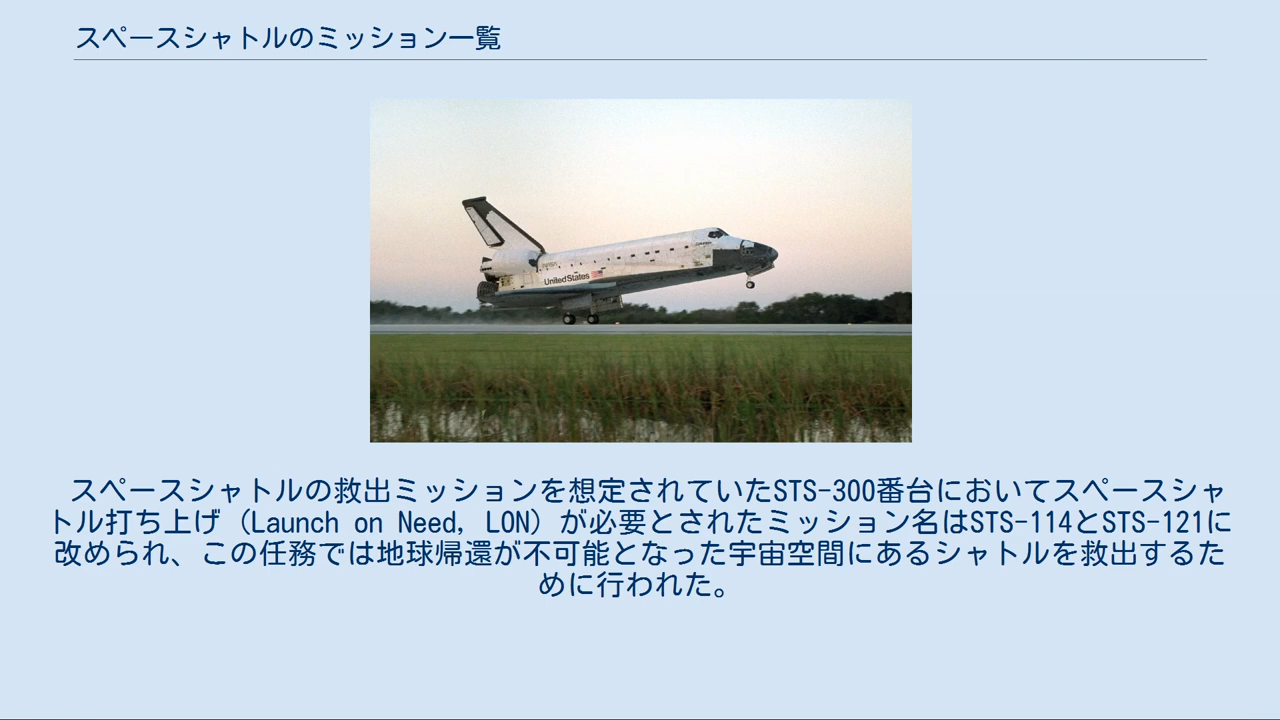 スペースシャトルのミッション一覧
United States
スペースシャトルの救出ミッションを想定されていたSTS-300番台においてスペースシャ
トル打ち上げ（Launch on Need, LON）が必要とされたミッション名はSTS-114とSTS-121に
改められ、この任務では地球帰還が不可能となった宇宙空間にあるシャトルを救出するた
めに行われた。